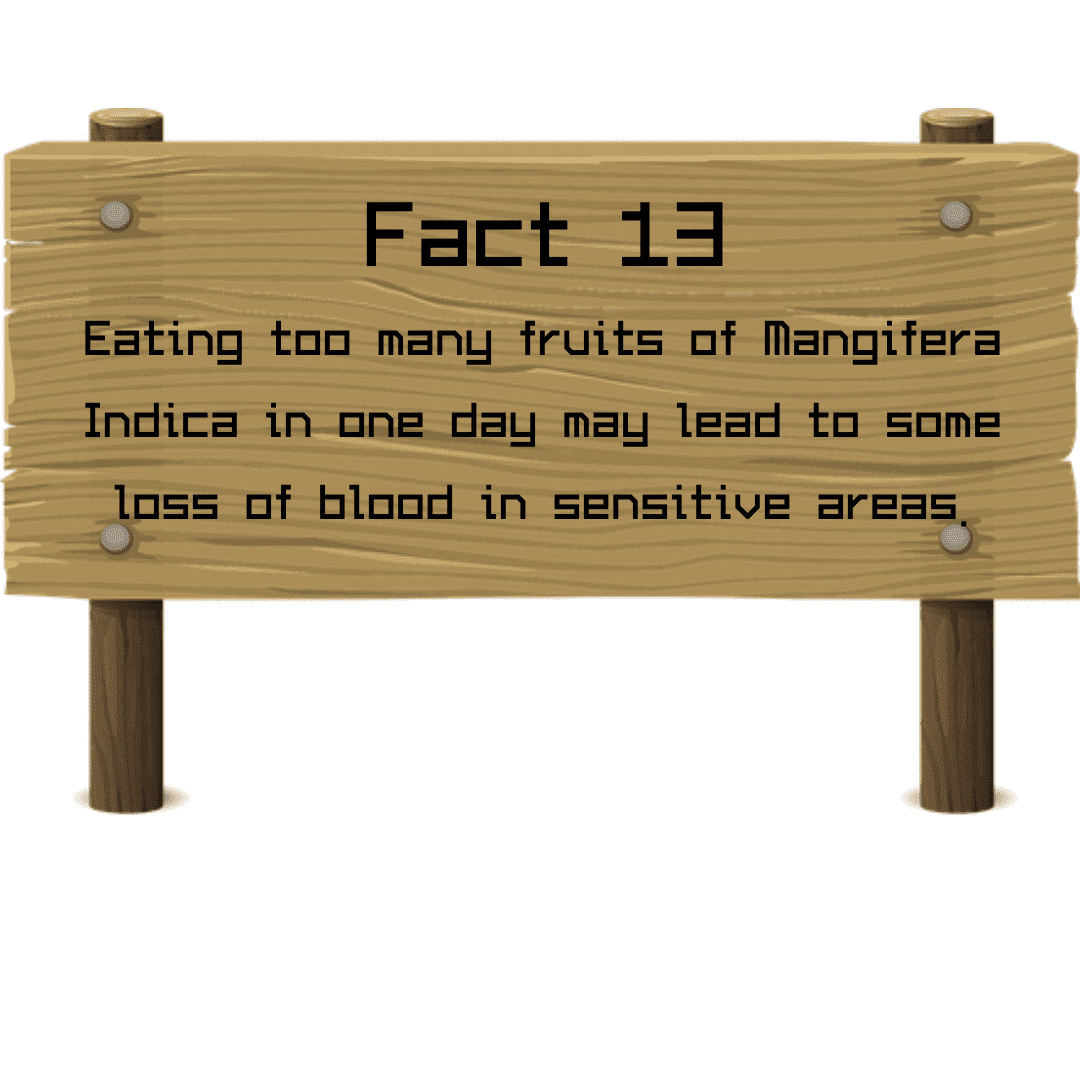 Fact 13
Eating too many fruits of Mangifera
Indica in one day may lead to some
loss of blood in sensitive areas.